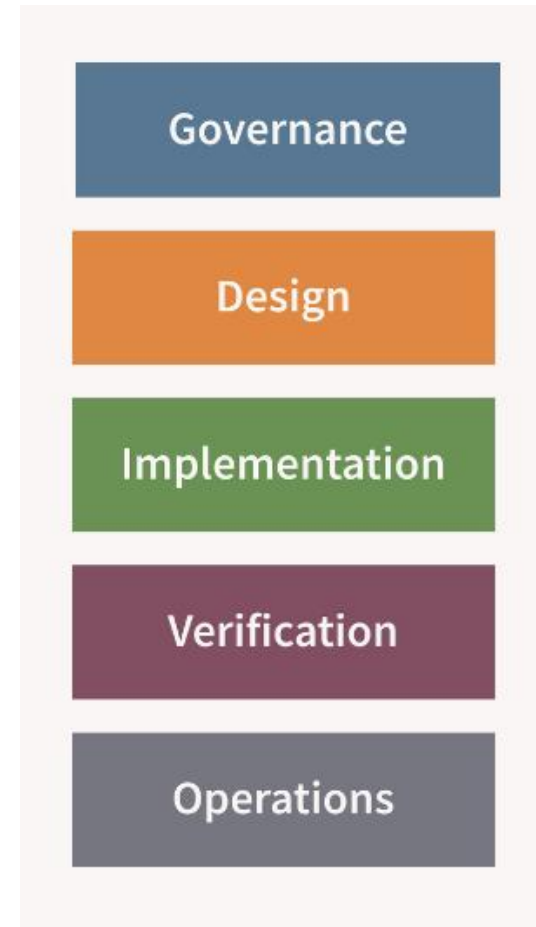 Governance
Design
Implementation
Verification
Operations